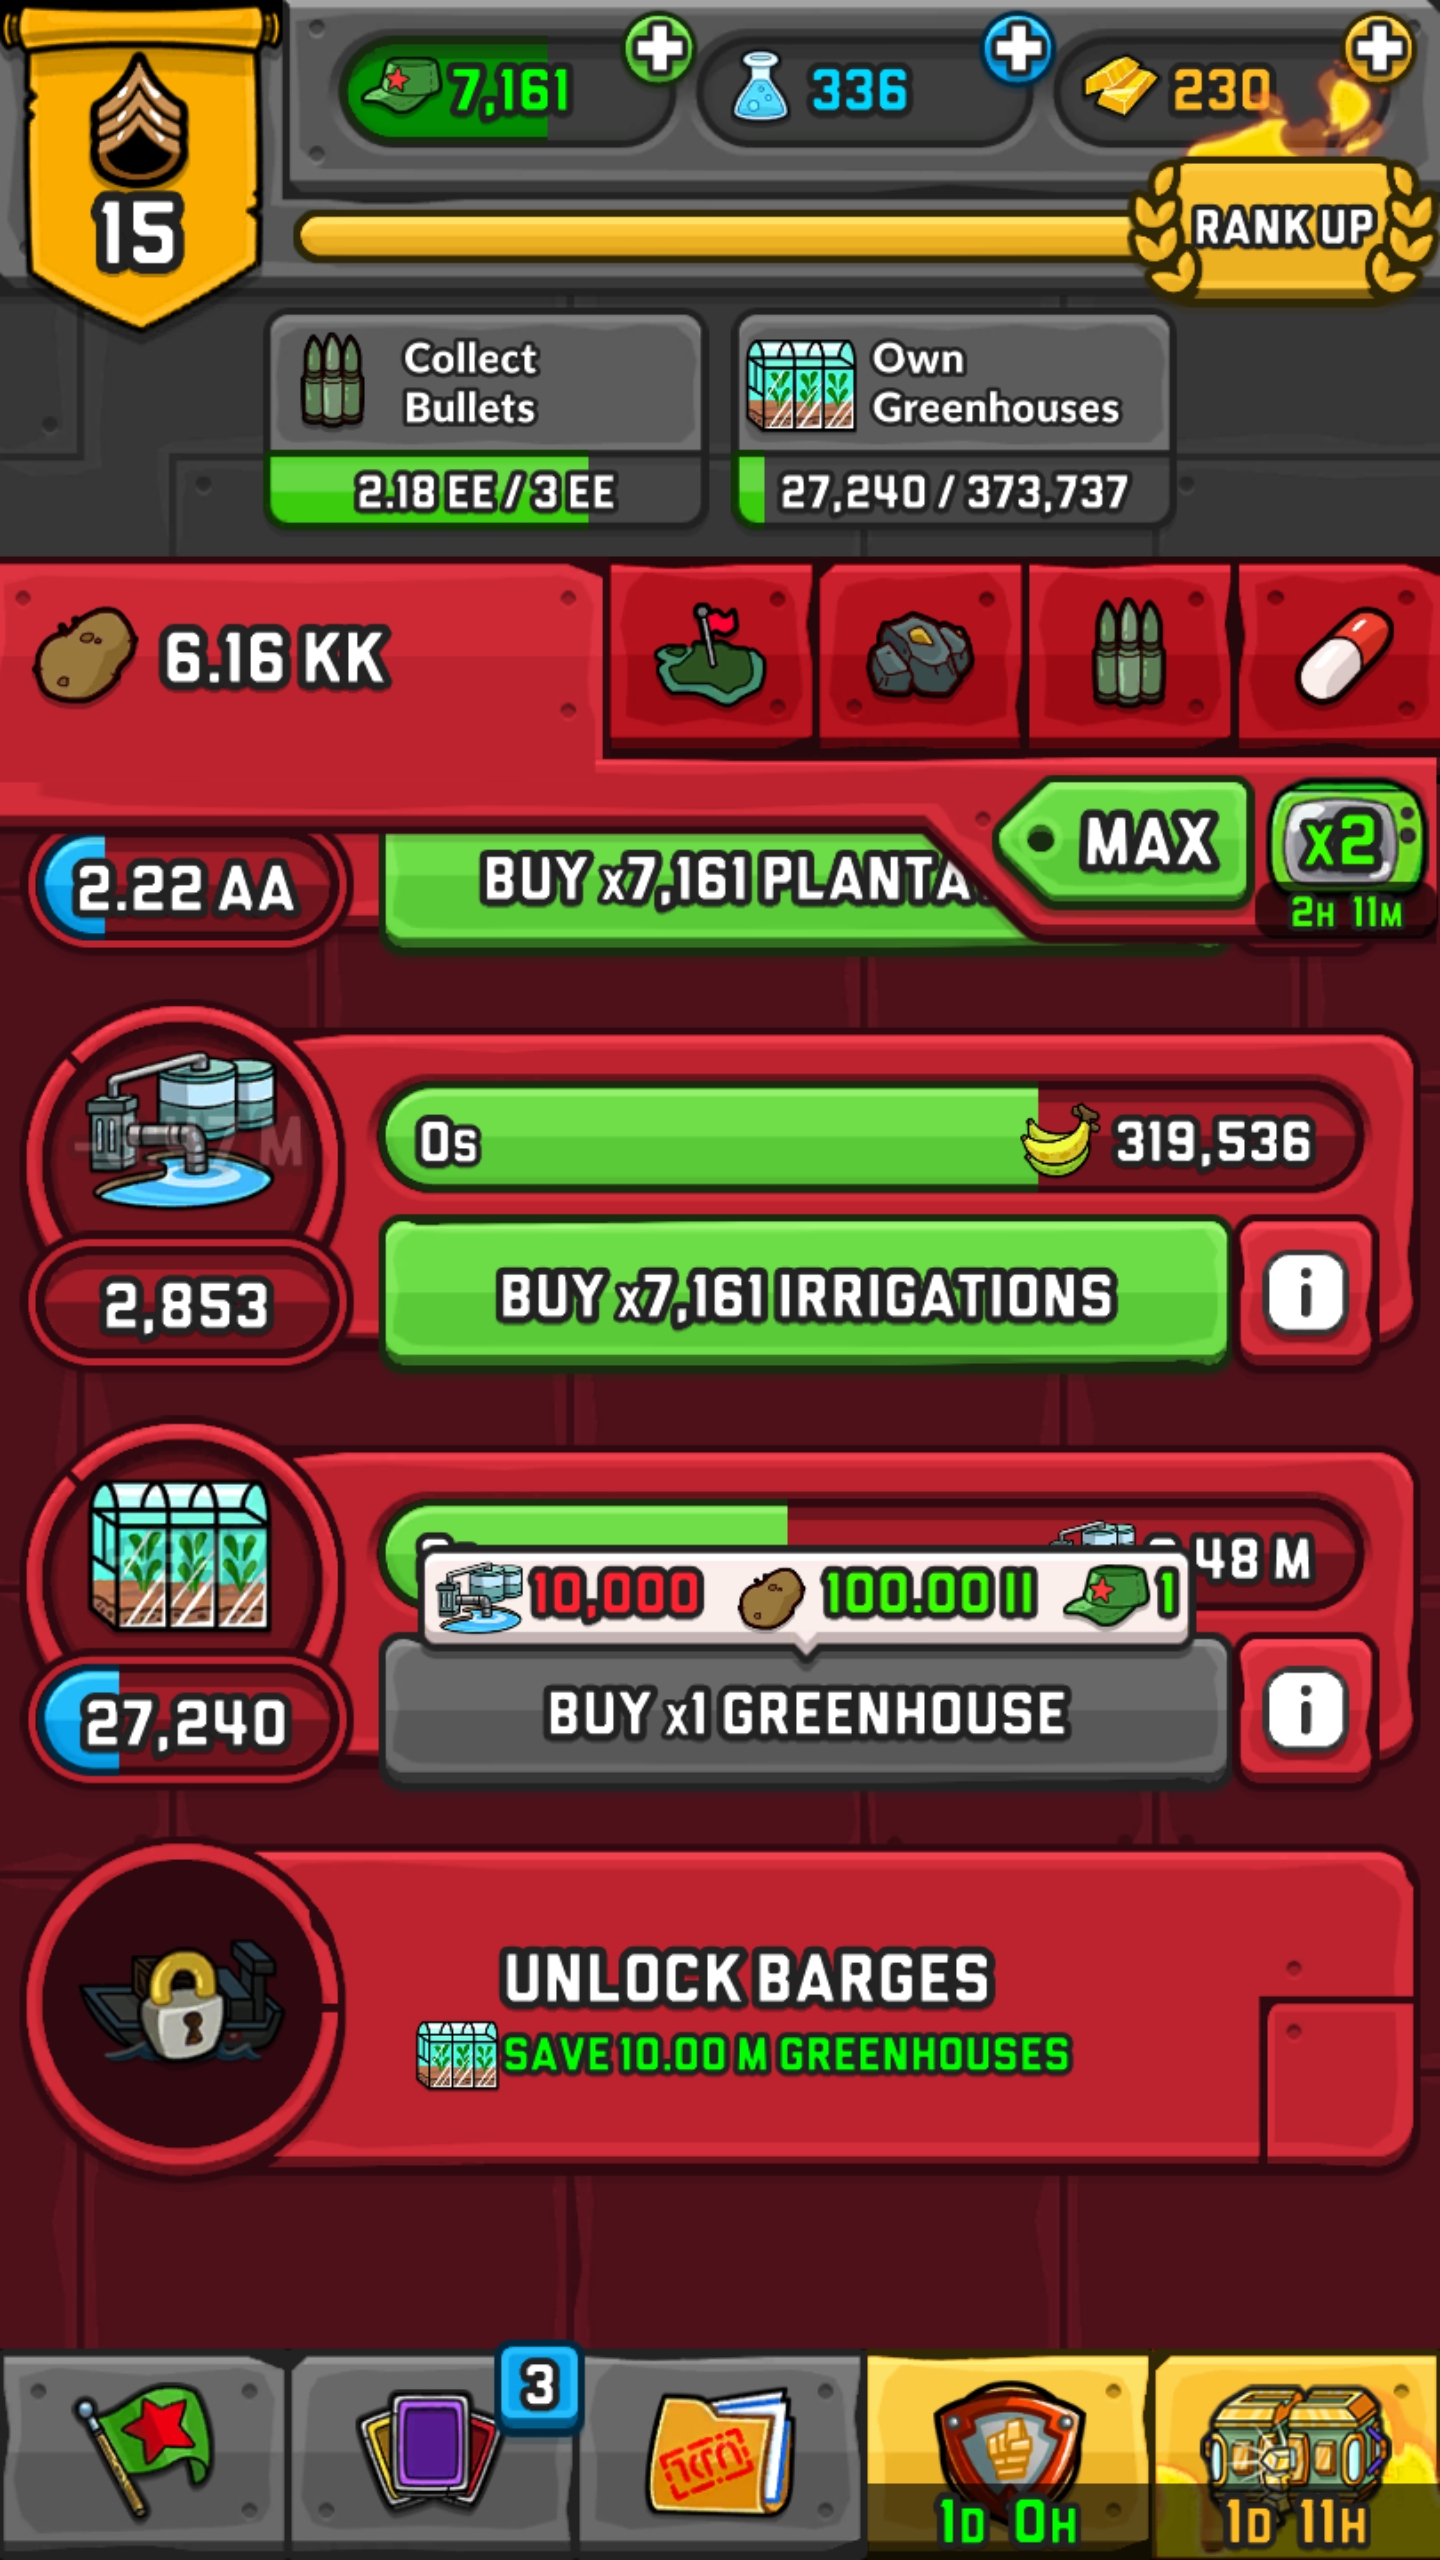 15
7,161
336
230
RANK UP
Collect
Bullets
2.18 EE / 3 EE
Own
Greenhouses
27,240 / 373,737
6.16 KK
MAX
x2
2H 11M
2.22 AA
BUY x7,161 PLANTA
0s
319,536
2,853
BUY x7,161 IRRIGATIONS
i
48 M
10,000
100.00 II
1
27,240
BUY x1 GREENHOUSE
i
UNLOCK BARGES
SAVE 10.00 M GREENHOUSES
3
1D 0H
1D 11H